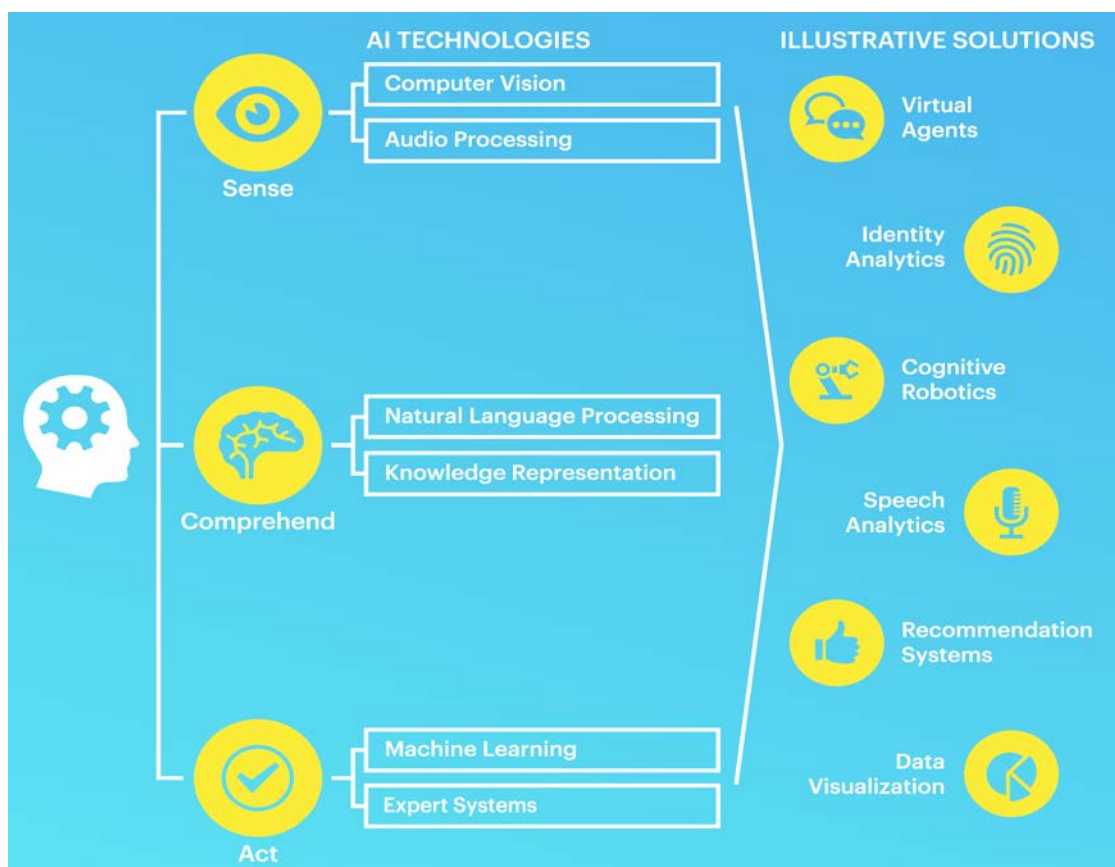 AI TECHNOLOGIES
Computer Vision
Audio Processing
Sense
Natural Language Processing
Knowledge Representation
Comprehend
Machine Learning
Expert Systems
Act
ILLUSTRATIVE SOLUTIONS
Virtual
Agents
Identity
Analytics
Cognitive
Robotics
Speech
Analytics
Recommendation
Systems
Data
Visualization